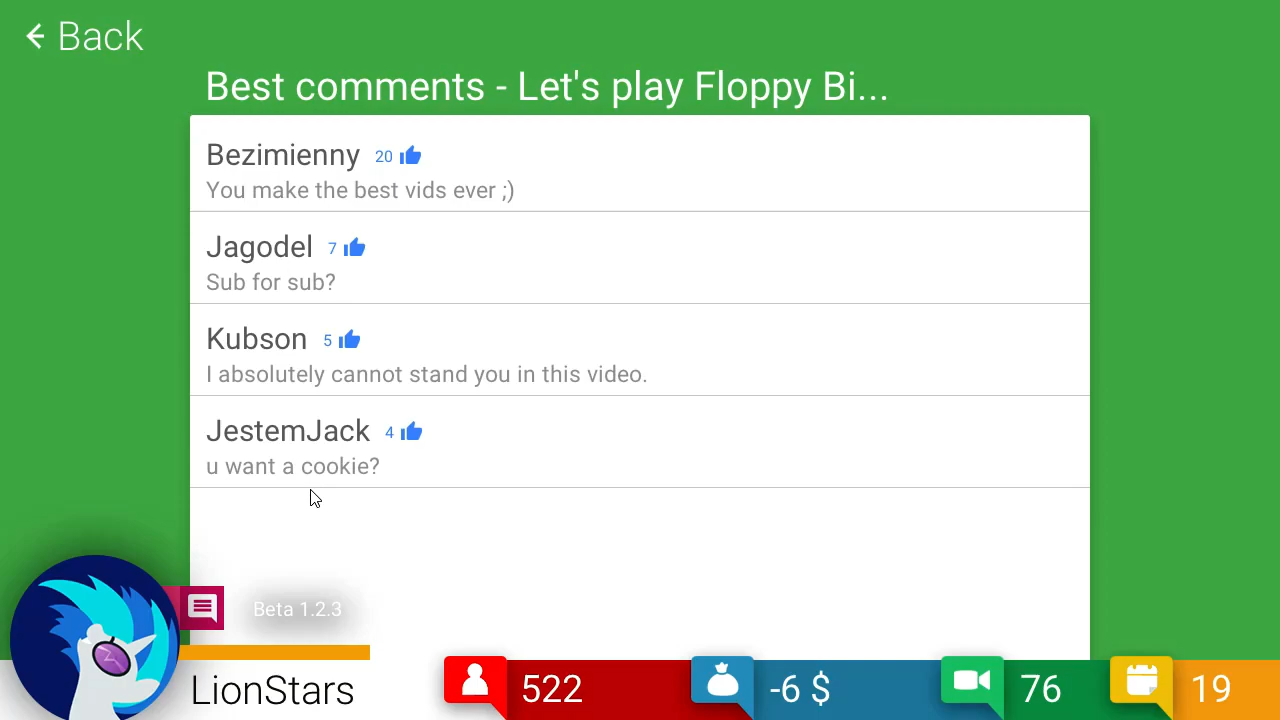 Back
Best comments - Let's play Floppy Bi...
Bezimienny 20
You make the best vids ever ;)
Jagodel 7
Sub for sub?
Kubson 5
I absolutely cannot stand you in this video.
JestemJack 4
u want a cookie?
Beta 1.2.3
LionStars 522 -6 $ 76 19